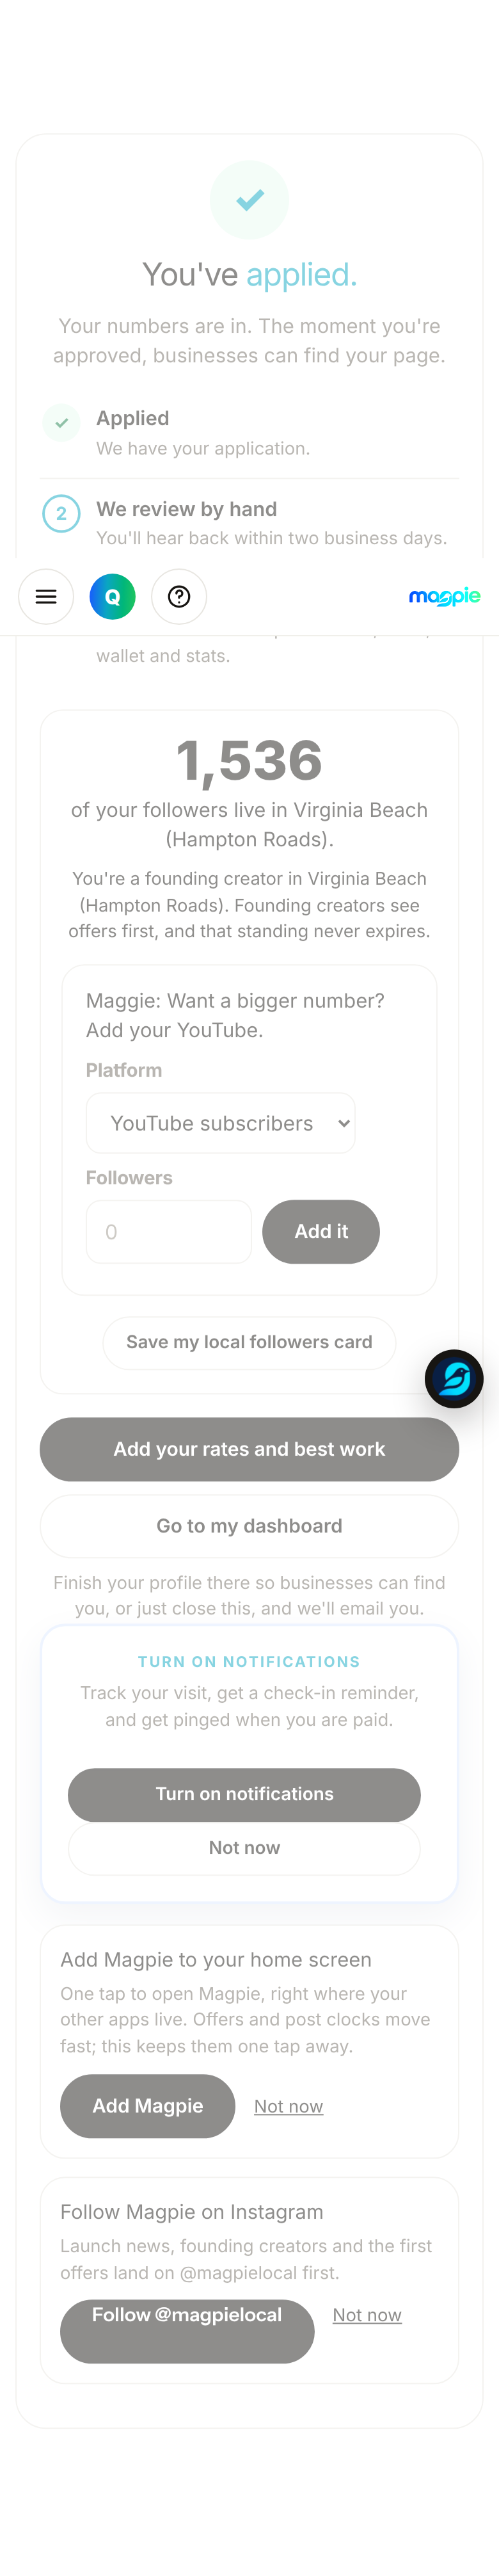 You've applied.
Your numbers are in. The moment you're
approved, businesses can find your page.
Applied
We have your application.
2
We review by hand
You'll hear back within two business days.
Q
magpie
wallet and stats.
1,536
of your followers live in Virginia Beach
(Hampton Roads).
You're a founding creator in Virginia Beach
(Hampton Roads). Founding creators see
offers first, and that standing never expires.
Maggie: Want a bigger number?
Add your YouTube.
Platform
YouTube subscribers
Followers
0
Add it
Save my local followers card
Add your rates and best work
Go to my dashboard
Finish your profile there so businesses can find
you, or just close this, and we'll email you.
TURN ON NOTIFICATIONS
Track your visit, get a check-in reminder,
and get pinged when you are paid.
Turn on notifications
Not now
Add Magpie to your home screen
One tap to open Magpie, right where your
other apps live. Offers and post clocks move
fast; this keeps them one tap away.
Add Magpie
Not now
Follow Magpie on Instagram
Launch news, founding creators and the first
offers land on @magpielocal first.
Follow @magpielocal
Not now